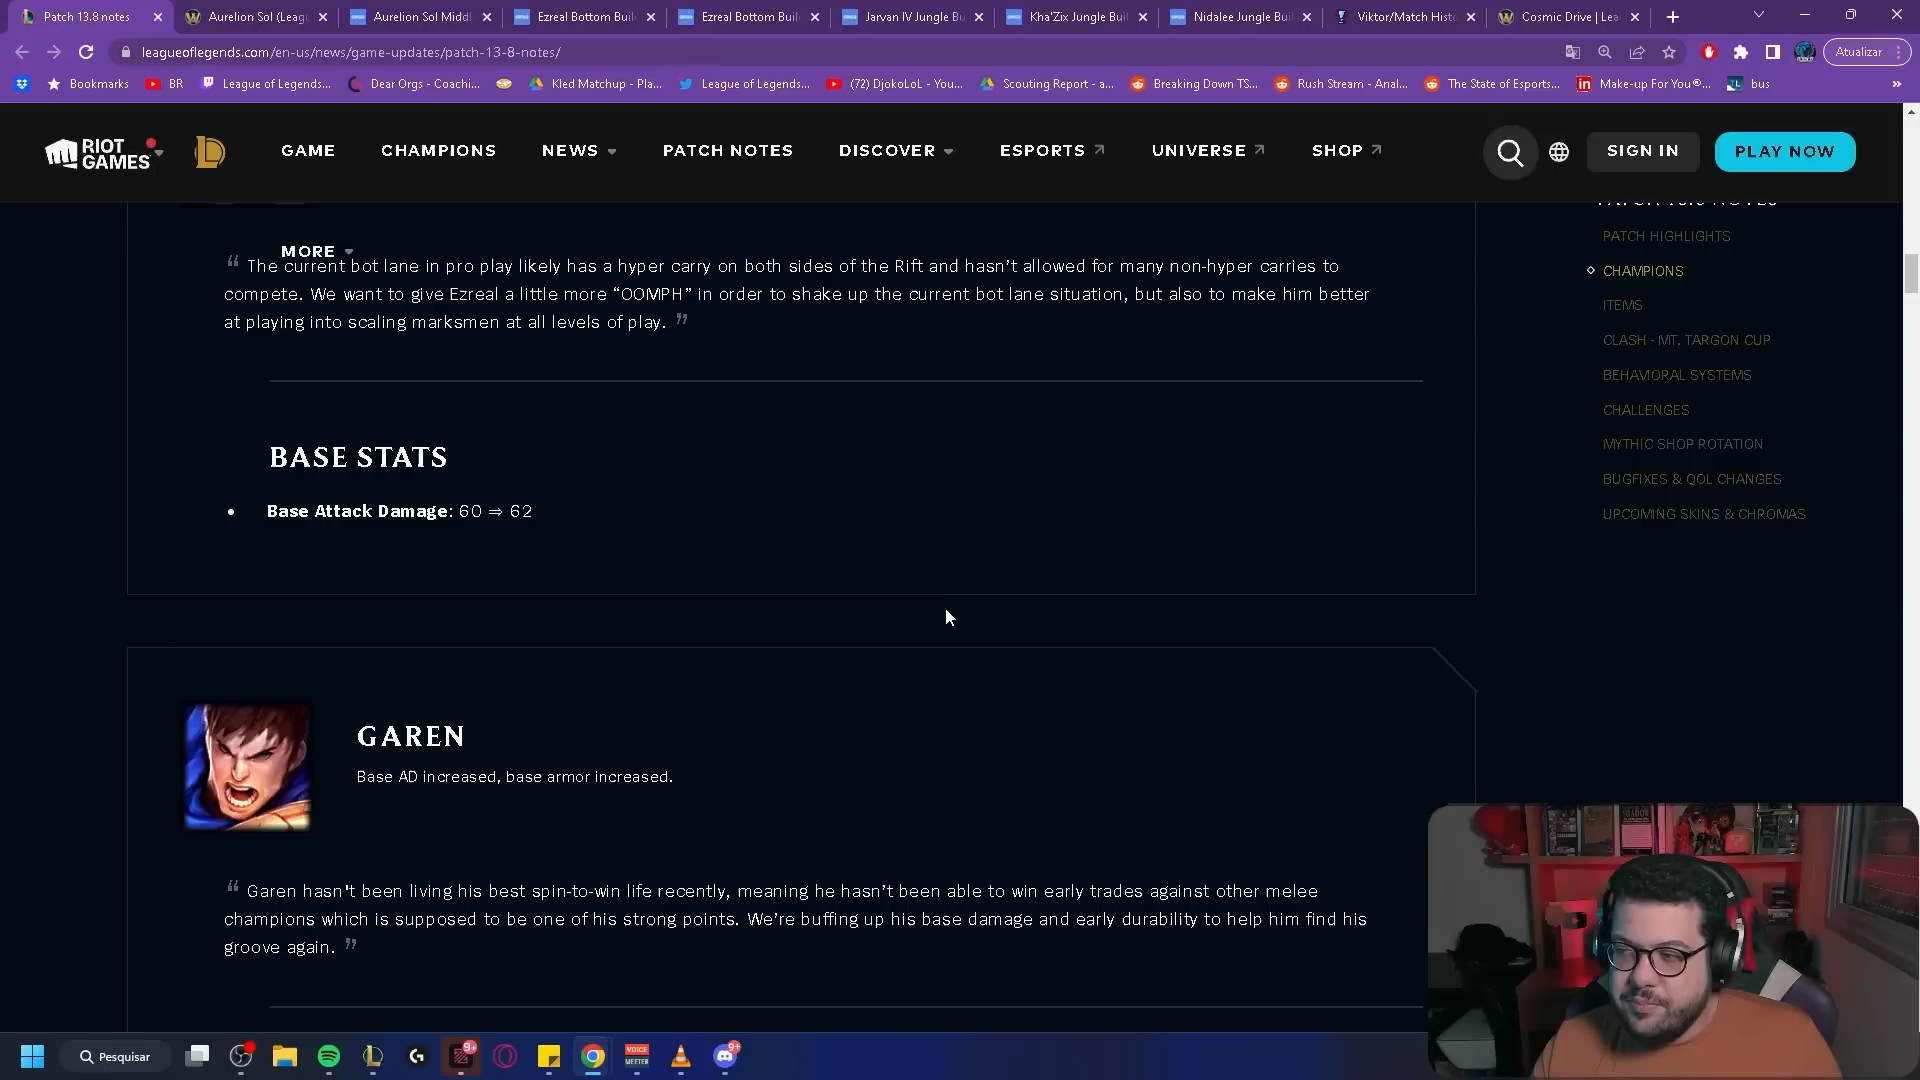 Patch 13.8 notes
Aurelion Sol (Leag
Aurelion Sol Middl
Ezreal Bottom Buil
Ezreal Bottom Buil
Jarvan IV Jungle Bu
Kha'Zix Jungle Buil
Nidalee Jungle Buil
Viktor/Match Hist
Cosmic Drive | Lea
leagueoflegends.com/en-us/news/game-updates/patch-13-8-notes/
Atualizar
Bookmarks
BR
League of Legends...
Dear Orgs - Coachi...
Kled Matchup - Pla...
League of Legends...
(72) DjokoLoL - You...
Scouting Report - a...
Breaking Down TS...
Rush Stream - Anal...
The State of Esports...
Make-up For You®...
bus
RIOT GAMES
GAME
CHAMPIONS
NEWS
PATCH NOTES
DISCOVER
ESPORTS
UNIVERSE
SHOP
SIGN IN
PLAY NOW
MORE
“ The current bot lane in pro play likely has a hyper carry on both sides of the Rift and hasn’t allowed for many non-hyper carries to
compete. We want to give Ezreal a little more “OOMPH” in order to shake up the current bot lane situation, but also to make him better
at playing into scaling marksmen at all levels of play. ”
BASE STATS
• Base Attack Damage: 60 ⇒ 62
GAREN
Base AD increased, base armor increased.
“ Garen hasn't been living his best spin-to-win life recently, meaning he hasn’t been able to win early trades against other melee
champions which is supposed to be one of his strong points. We’re buffing up his base damage and early durability to help him find his
groove again. ”
PATCH 13.8 NOTES
PATCH HIGHLIGHTS
CHAMPIONS
ITEMS
CLASH - MT. TARGON CUP
BEHAVIORAL SYSTEMS
CHALLENGES
MYTHIC SHOP ROTATION
BUGFIXES & QOL CHANGES
UPCOMING SKINS & CHROMAS
Pesquisar
9+
VOICE
MEETER
9+